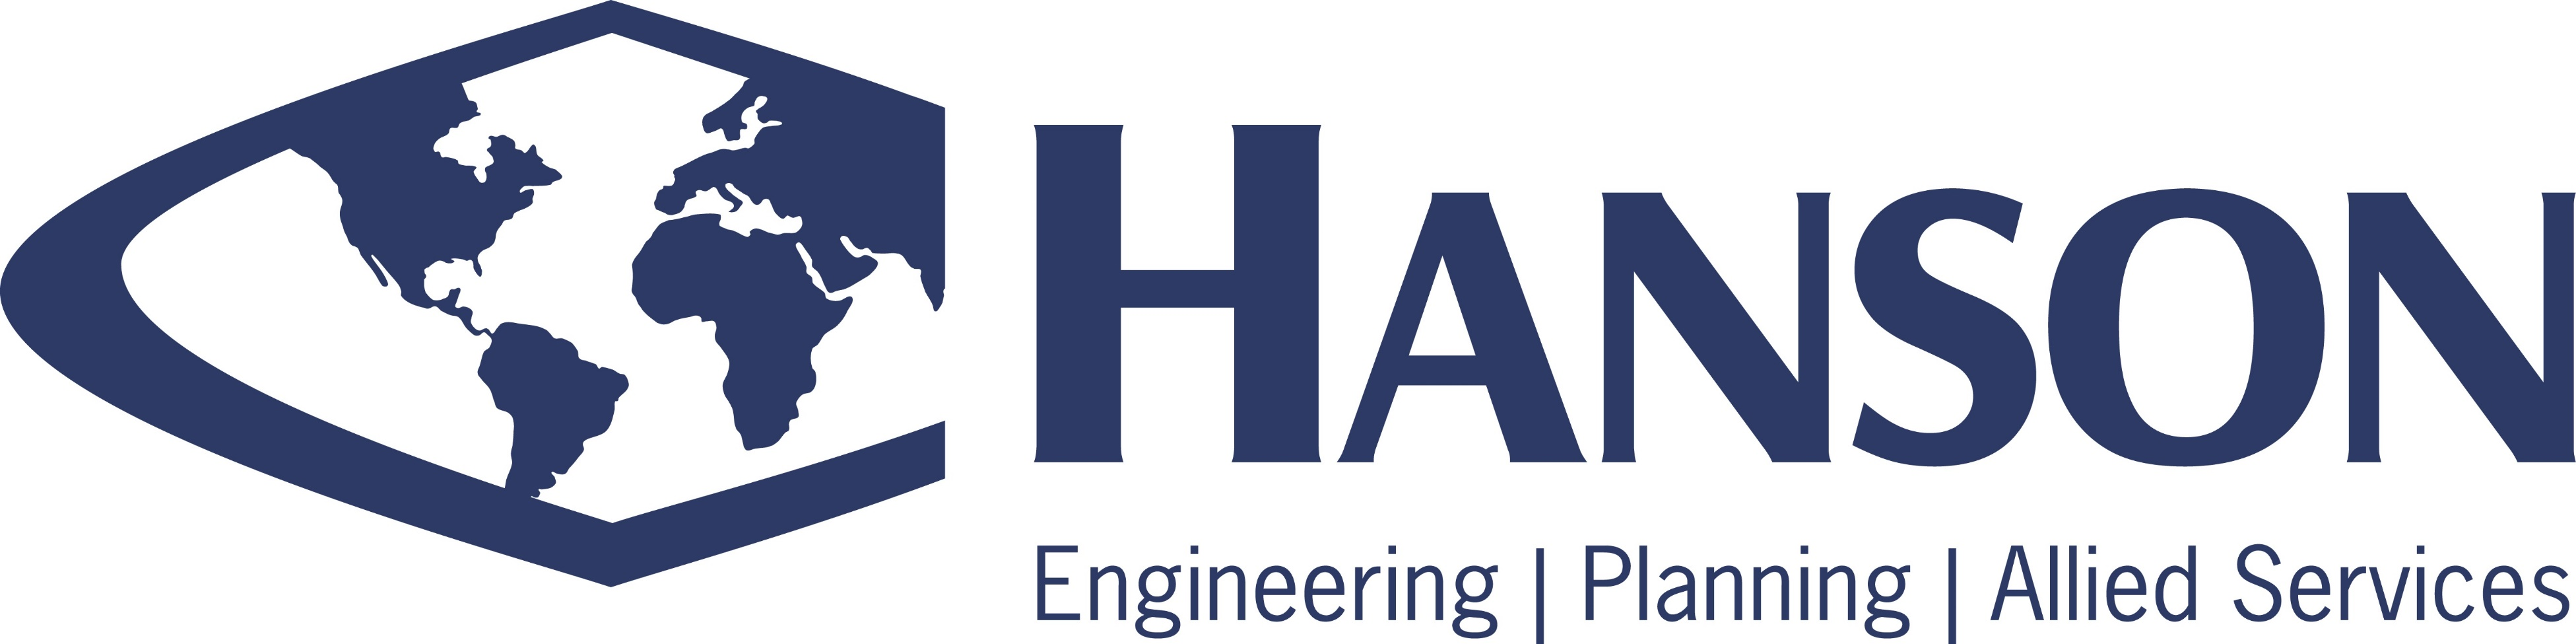 HANSON
Engineering | Planning | Allied Services